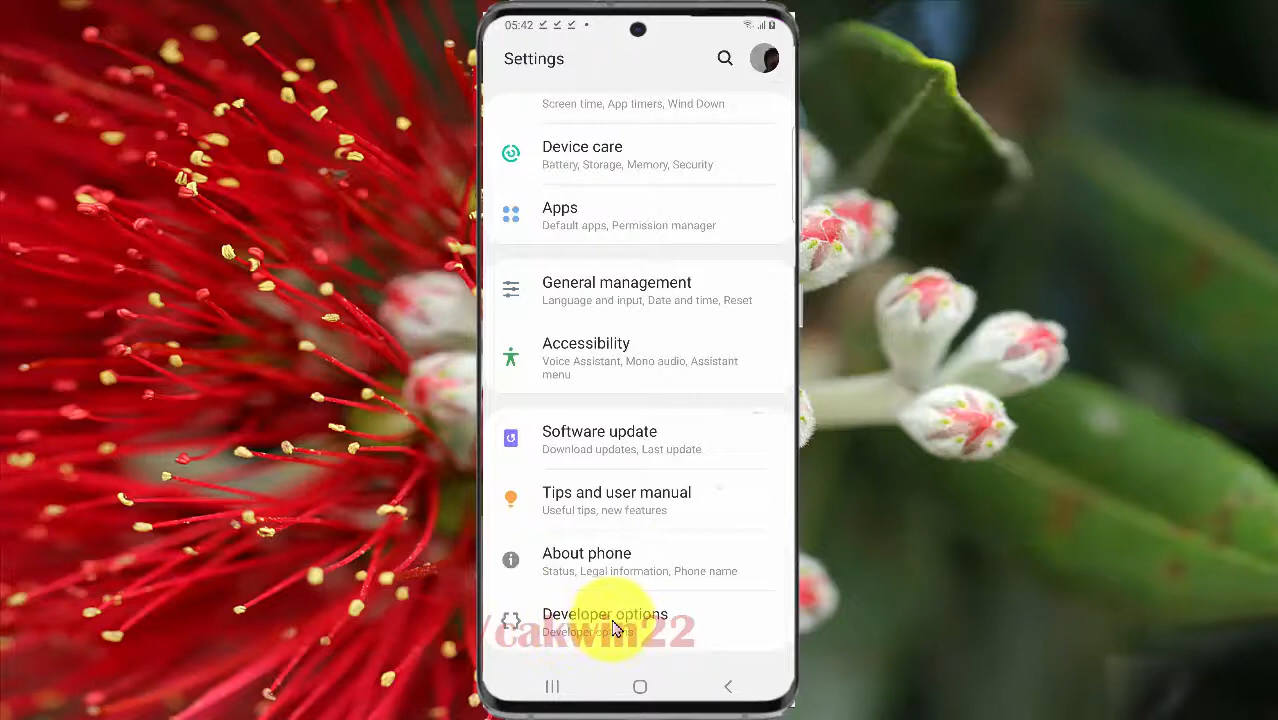 05:42
Settings
Screen time, App timers, Wind Down
Device care
Battery, Storage, Memory, Security
Apps
Default apps, Permission manager
General management
Language and input, Date and time, Reset
Accessibility
Voice Assistant, Mono audio, Assistant
menu
Software update
Download updates, Last update
Tips and user manual
Useful tips, new features
About phone
Status, Legal information, Phone name
Developer options
Developer options
/cakwin22